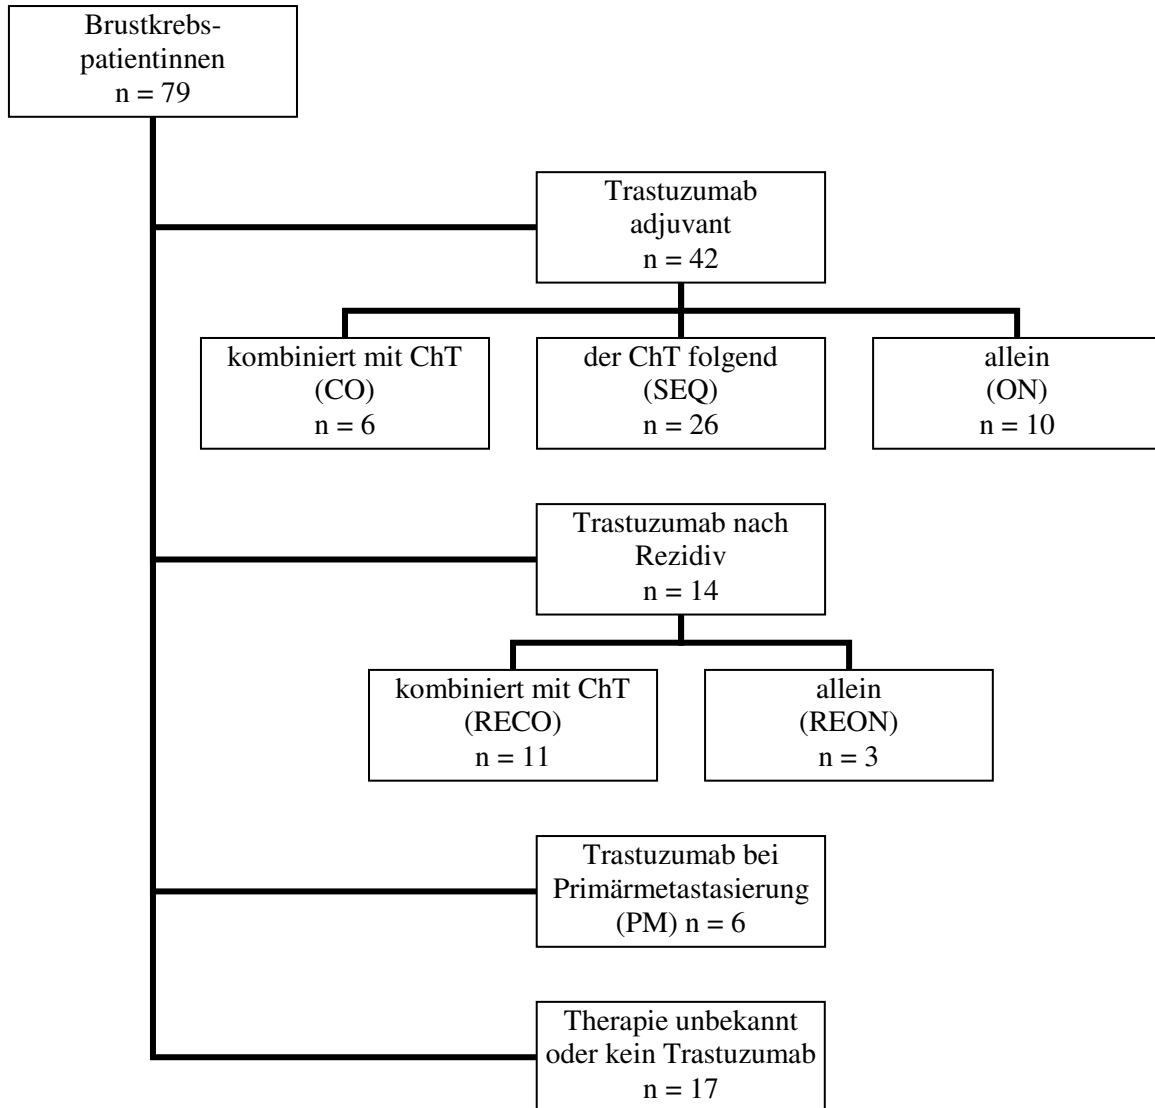 Brustkrebs-
patientinnen
n = 79
Trastuzumab
adjuvant
n = 42
kombiniert mit ChT
(CO)
n = 6
der ChT folgend
(SEQ)
n = 26
allein
(ON)
n = 10
Trastuzumab nach
Rezidiv
n = 14
kombiniert mit ChT
(RECO)
n = 11
allein
(REON)
n = 3
Trastuzumab bei
Primärmetastasierung
(PM) n = 6
Therapie unbekannt
oder kein Trastuzumab
n = 17